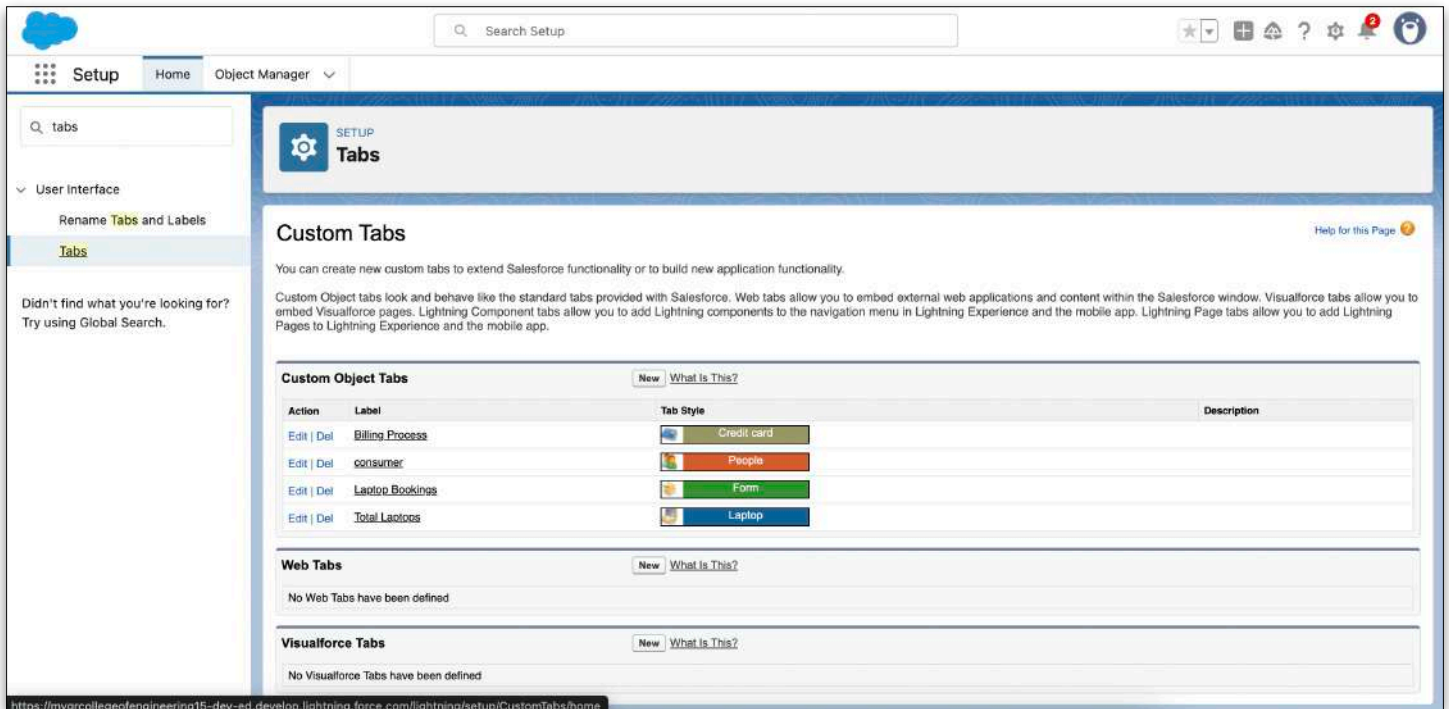 Search Setup
2
Setup
Home
Object Manager
tabs
User Interface
Rename Tabs and Labels
Tabs
Didn't find what you're looking for?
Try using Global Search.
SETUP
Tabs
Custom Tabs
Help for this Page
You can create new custom tabs to extend Salesforce functionality or to build new application functionality.
Custom Object tabs look and behave like the standard tabs provided with Salesforce. Web tabs allow you to embed external web applications and content within the Salesforce window. Visualforce tabs allow you to
embed Visualforce pages. Lightning Component tabs allow you to add Lightning components to the navigation menu in Lightning Experience and the mobile app. Lightning Page tabs allow you to add Lightning
Pages to Lightning Experience and the mobile app.
Custom Object Tabs New What Is This?
Action Label Tab Style Description
Edit | Del Billing Process Credit card
Edit | Del consumer People
Edit | Del Laptop Bookings Form
Edit | Del Total Laptops Laptop
Web Tabs New What Is This?
No Web Tabs have been defined
Visualforce Tabs New What Is This?
No Visualforce Tabs have been defined
https://mvgrcollegeofengineering15-dev-ed.develop.lightning.force.com/lightning/setup/CustomTabs/home